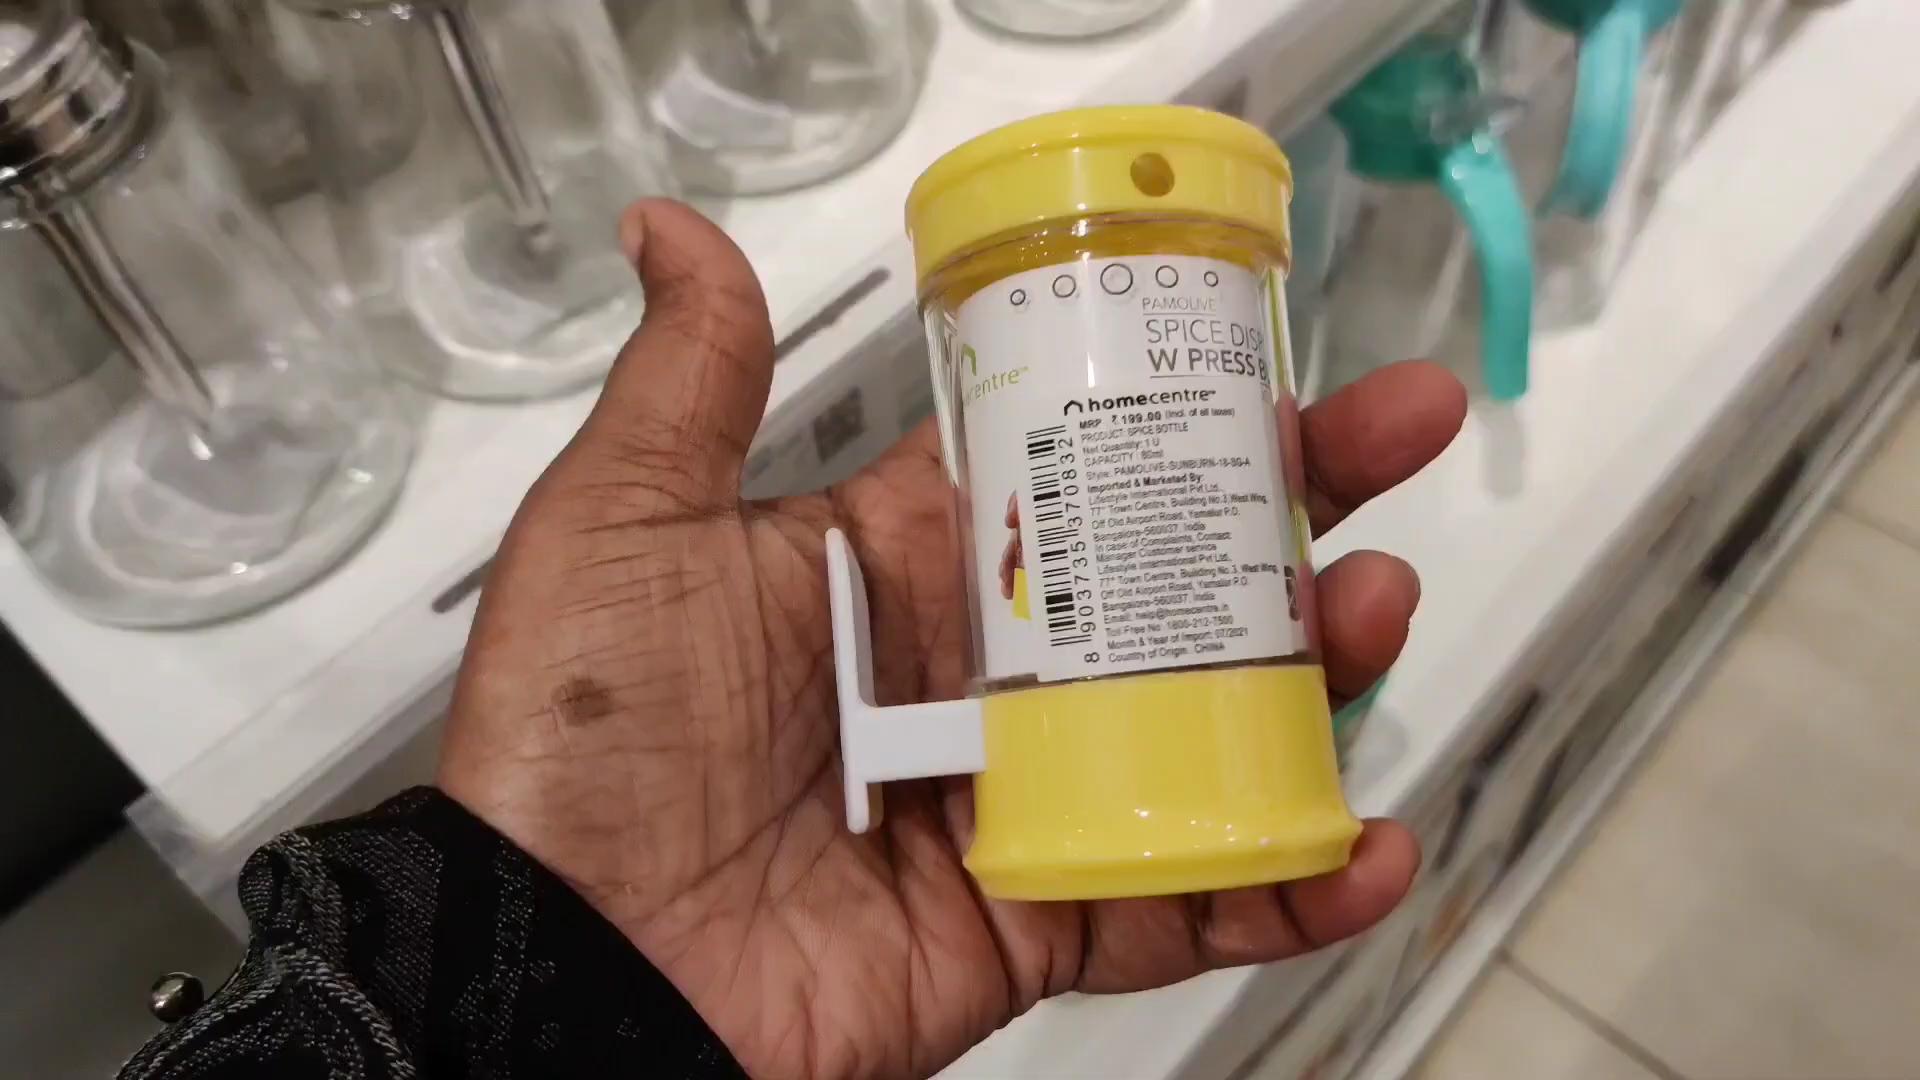 PAMOLIVE
SPICE DISP
W PRESS B
centre™
homecentre™
MRP ₹ 199.00 (Incl. of all taxes)
PRODUCT: SPICE BOTTLE
Net Quantity: 1 U
CAPACITY : 80ml
Style: PAMOLIVE-SUNBURN-18-SG-A
Imported & Marketed By:
Lifestyle International Pvt Ltd.,
77° Town Centre, Building No.3, West Wing,
Off Old Airport Road, Yamalur P.O.
Bangalore-560037, India
In case of Complaints, Contact:
Manager Customer service
Lifestyle International Pvt Ltd.,
77° Town Centre, Building No.3, West Wing,
Off Old Airport Road, Yamalur P.O.
Bangalore-560037, India
Email: help@homecentre.in
Toll Free No: 1800-212-7500
Month & Year of Import: 07/2021
Country of Origin: CHINA
8 903735 370832